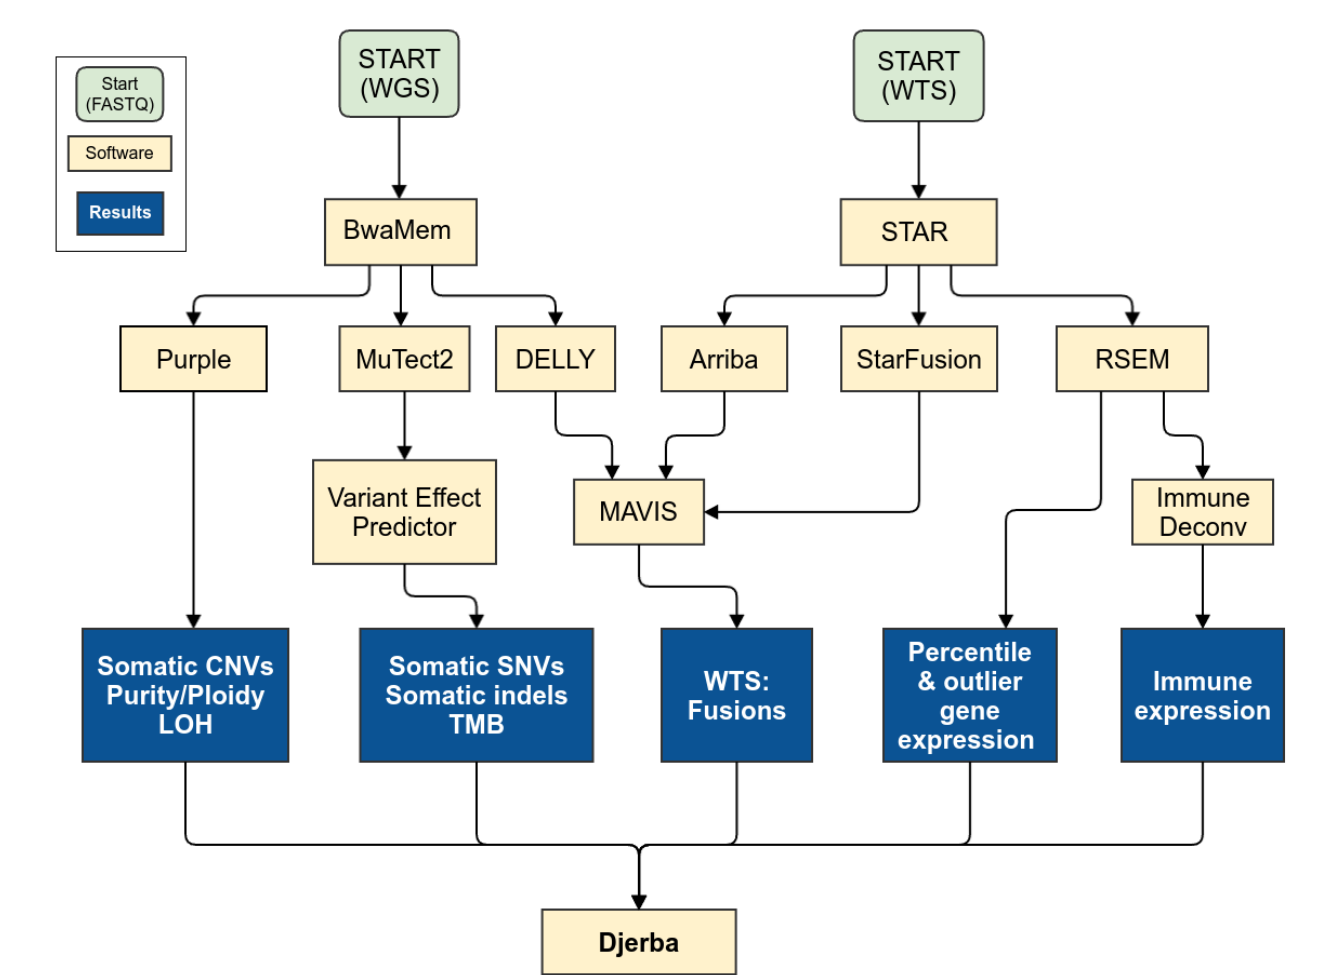 START
(WGS)
START
(WTS)
Start
(FASTQ)
Software
Results
BwaMem
STAR
Purple
MuTect2
DELLY
Arriba
StarFusion
RSEM
Variant Effect
Predictor
MAVIS
Immune
Deconv
Somatic CNVs
Purity/Ploidy
LOH
Somatic SNVs
Somatic indels
TMB
WTS:
Fusions
Percentile
& outlier
gene
expression
Immune
expression
Djerba